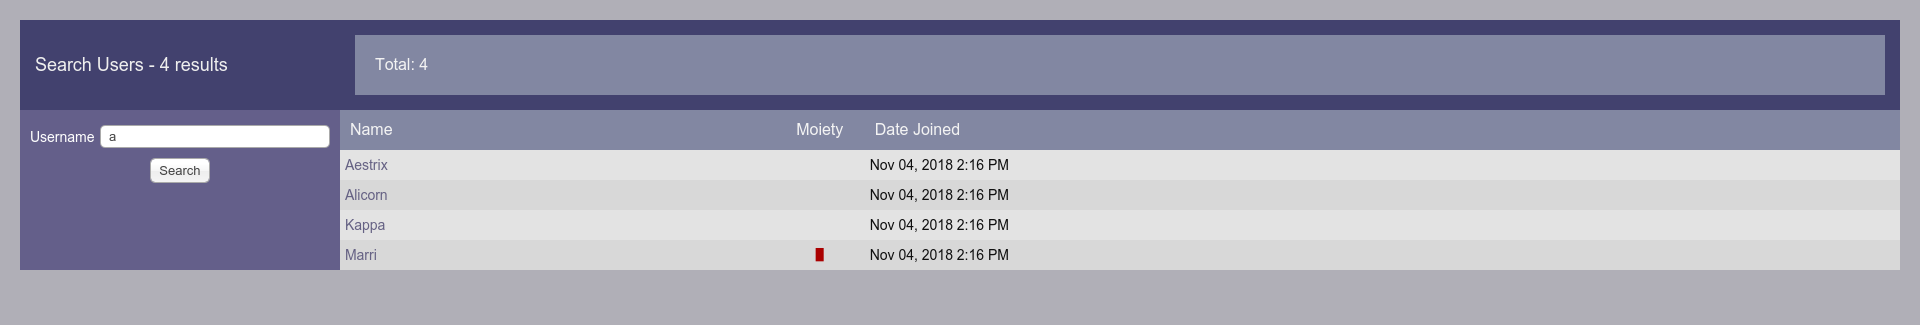 Search Users - 4 results
Total: 4
Username a
Search
Name Moiety Date Joined
Aestrix Nov 04, 2018 2:16 PM
Alicorn Nov 04, 2018 2:16 PM
Kappa Nov 04, 2018 2:16 PM
Marri Nov 04, 2018 2:16 PM